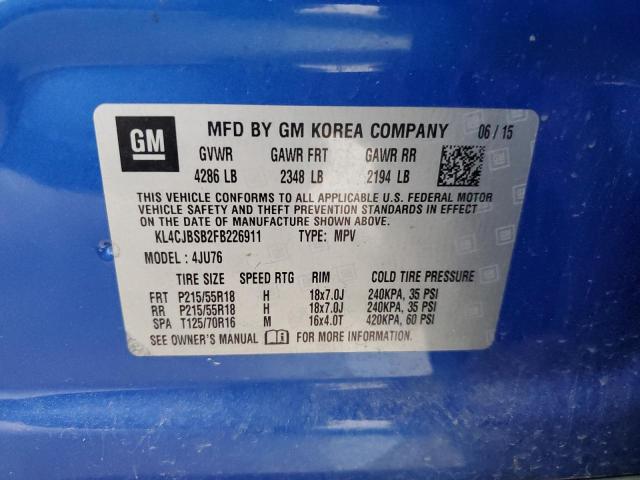 GM MFD BY GM KOREA COMPANY 06 / 15
GVWR GAWR FRT GAWR RR
4286 LB 2348 LB 2194 LB
THIS VEHICLE CONFORMS TO ALL APPLICABLE U.S. FEDERAL MOTOR
VEHICLE SAFETY AND THEFT PREVENTION STANDARDS IN EFFECT ON
THE DATE OF MANUFACTURE SHOWN ABOVE.
KL4CJBSB2FB226911 TYPE: MPV
MODEL : 4JU76
TIRE SIZE SPEED RTG RIM COLD TIRE PRESSURE
FRT P215/55R18 H 18x7.0J 240KPA, 35 PSI
RR P215/55R18 H 18x7.0J 240KPA, 35 PSI
SPA T125/70R16 M 16x4.0T 420KPA, 60 PSI
SEE OWNER'S MANUAL FOR MORE INFORMATION.